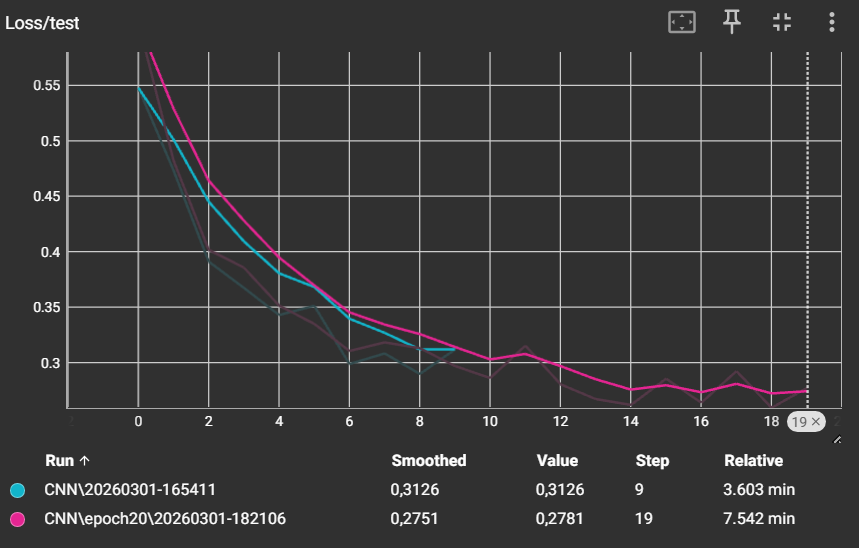 Loss/test
0.55
0.5
0.45
0.4
0.35
0.3
0 2 4 6 8 10 12 14 16 18 19 ×
Run ↑ Smoothed Value Step Relative
CNN\20260301-165411 0,3126 0,3126 9 3.603 min
CNN\epoch20\20260301-182106 0,2751 0,2781 19 7.542 min